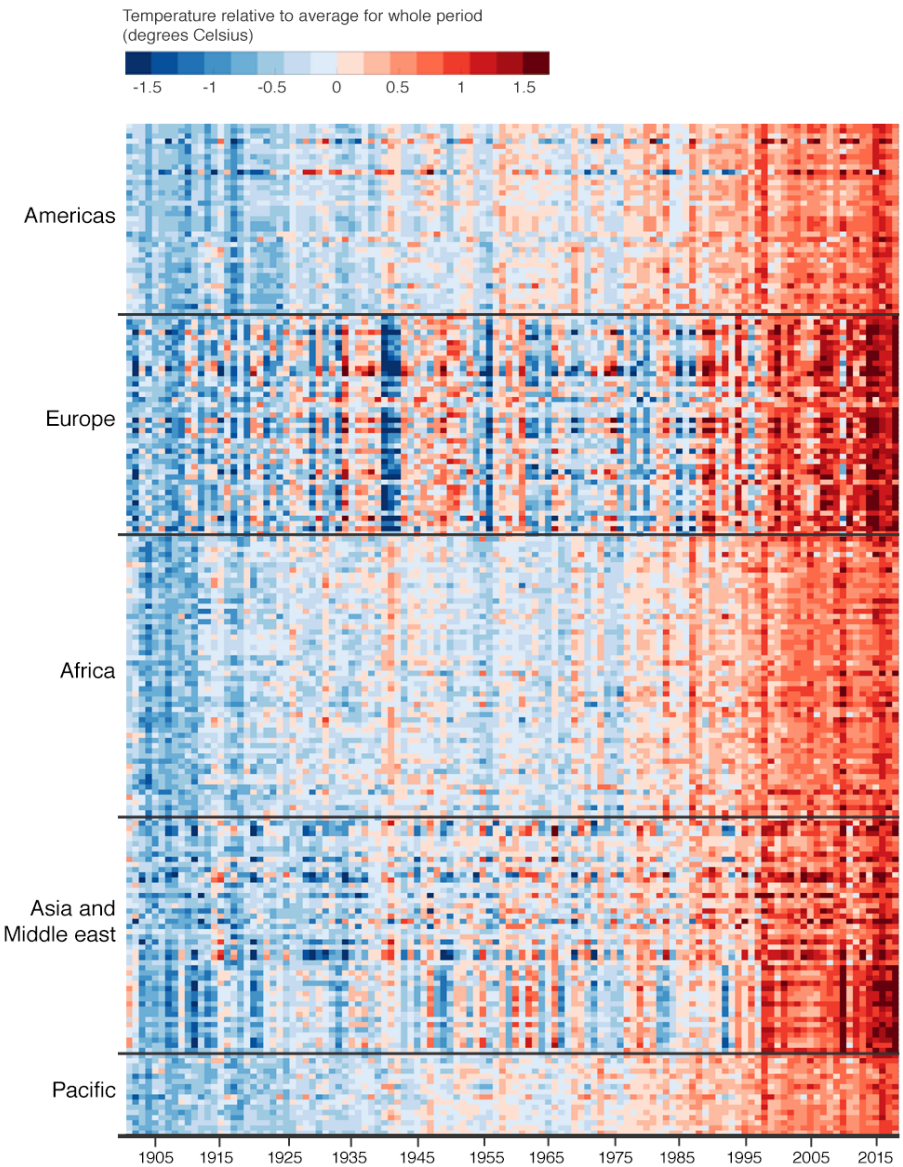 Temperature relative to average for whole period
(degrees Celsius)
-1.5 -1 -0.5 0 0.5 1 1.5
Americas
Europe
Africa
Asia and
Middle east
Pacific
1905 1915 1925 1935 1945 1955 1965 1975 1985 1995 2005 2015